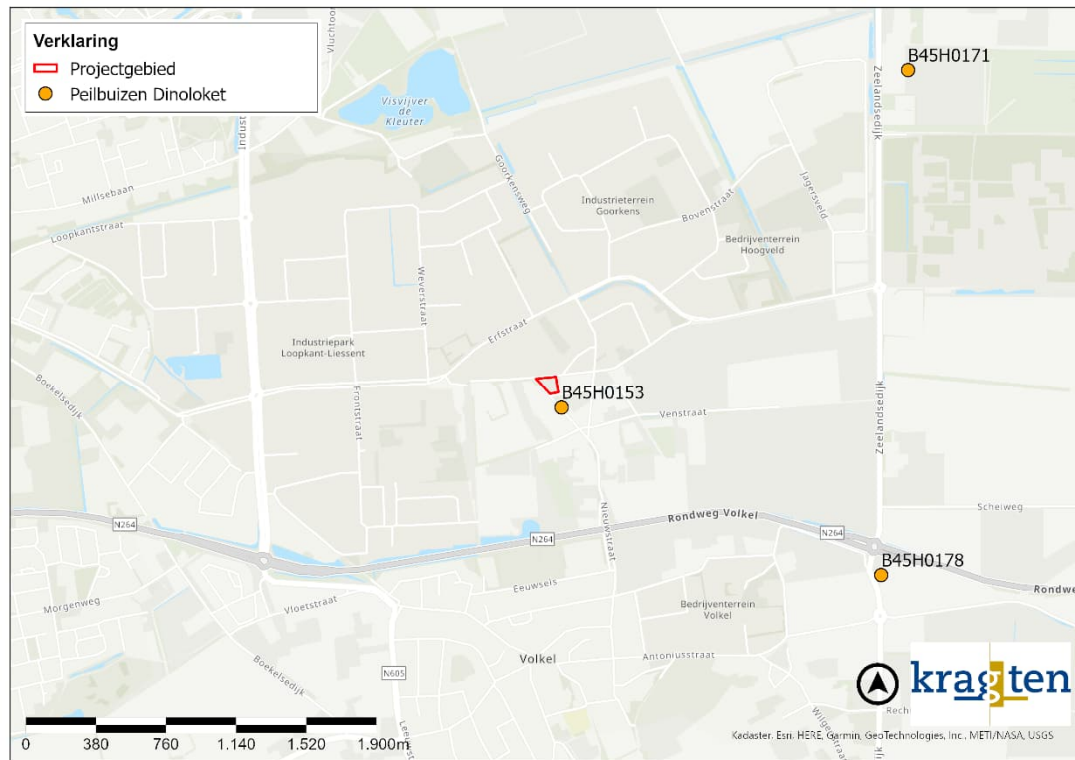 Verklaring
Projectgebied
Peilbuizen Dinoloket
B45H0171
Visvijver
de
Kleuter
Zeelandsedijk
Goorkensweg
Millsebaan
Industrieterrein
Goorkens
Bovenstraat
Jagersveld
Loopkantstraat
Bedrijventerrein
Hoogveld
Weverstraat
Erfstraat
Industriepark
Loopkant-Liessent
Boekelsedijk
Frontstraat
B45H0153
Venstraat
Zeelandsedijk
Nieuwstraat
Scheiweg
N264
Rondweg Volkel
N264
N264
B45H0178
Eeuwsels
Rondweg
Morgenweg
Vloetstraat
Bedrijventerrein
Volkel
Volkel
Antoniusstraat
Boekelsedijk
N605
kragten
0 380 760 1.140 1.520 1.900m
Kadaster, Esri, HERE, Garmin, GeoTechnologies, Inc., METI/NASA, USGS